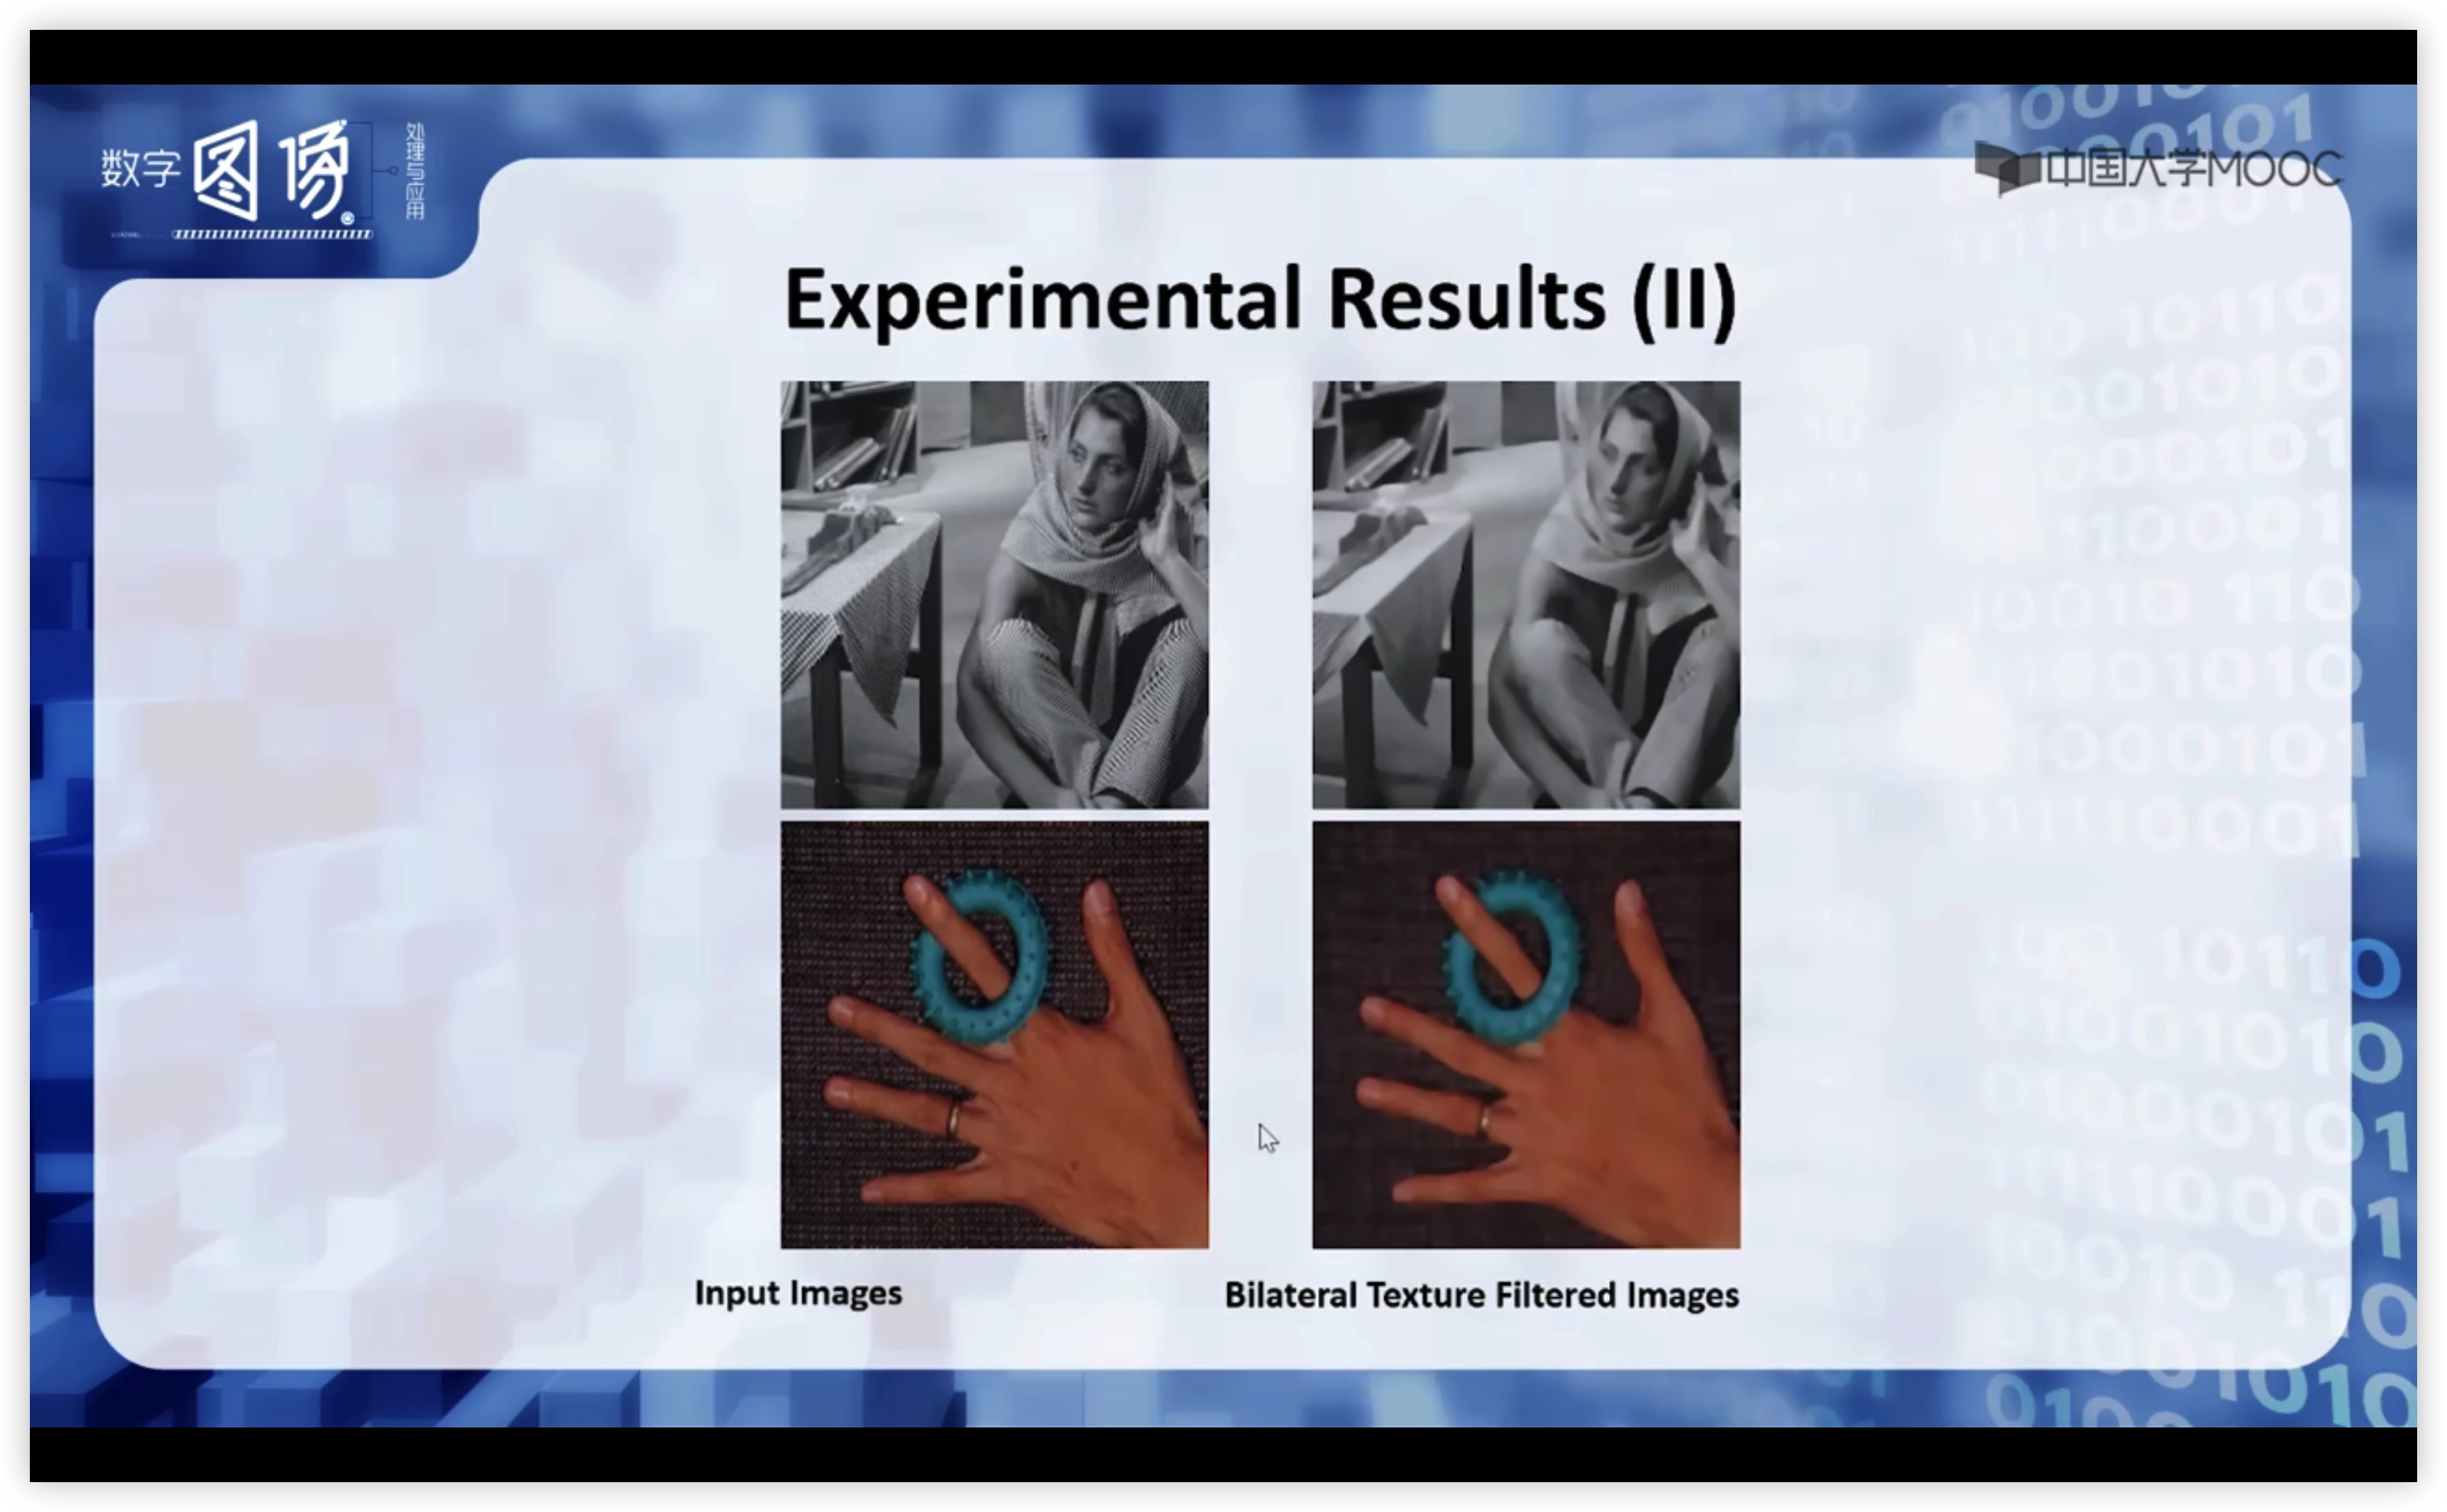 数字图像
处理与应用
中国大学MOOC
Experimental Results (II)
Input Images
Bilateral Texture Filtered Images